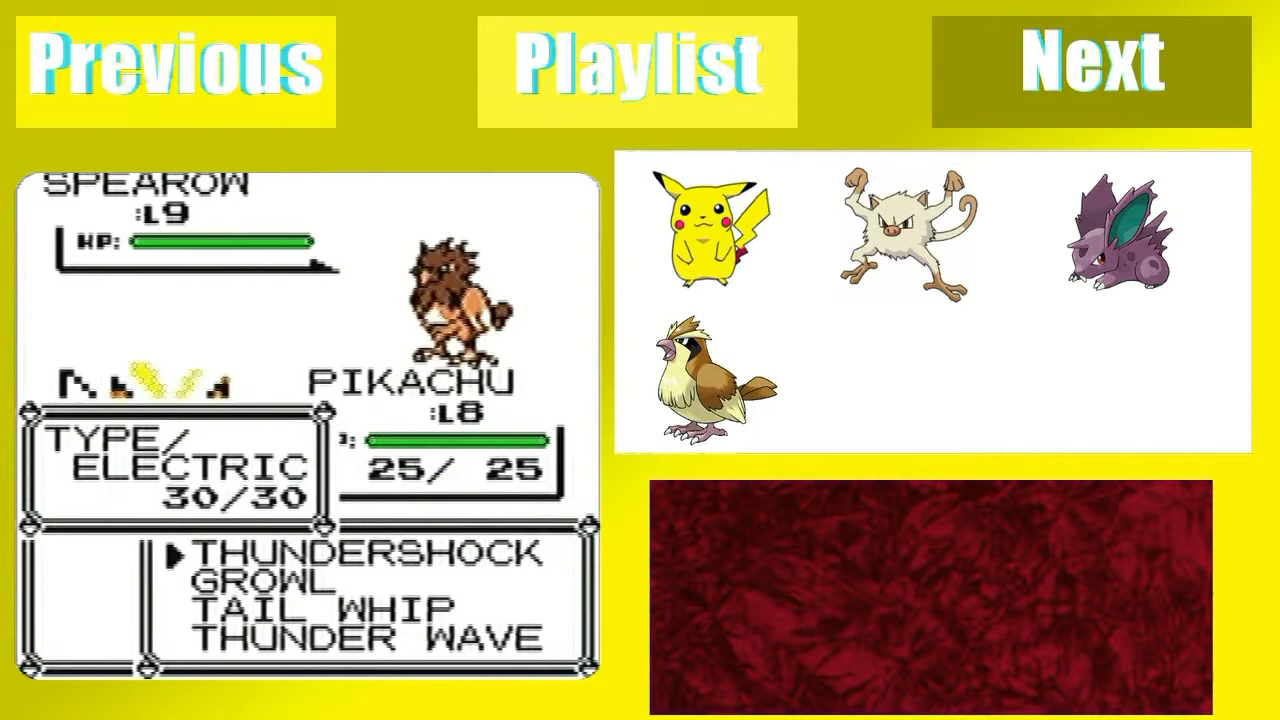 Previous
Playlist
Next
SPEAROW
:L9
HP:
PIKACHU
:L8
25/ 25
TYPE/
ELECTRIC
30/30
THUNDERSHOCK
GROWL
TAIL WHIP
THUNDER WAVE